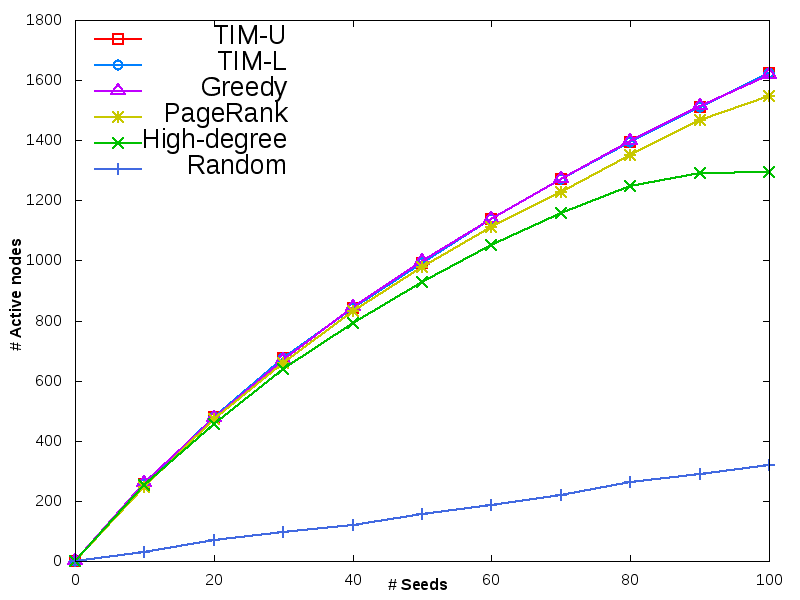 1800
1600
1400
1200
1000
800
600
400
200
0
# Active nodes
TIM-U
TIM-L
Greedy
PageRank
High-degree
Random
0
20
40
60
80
100
# Seeds